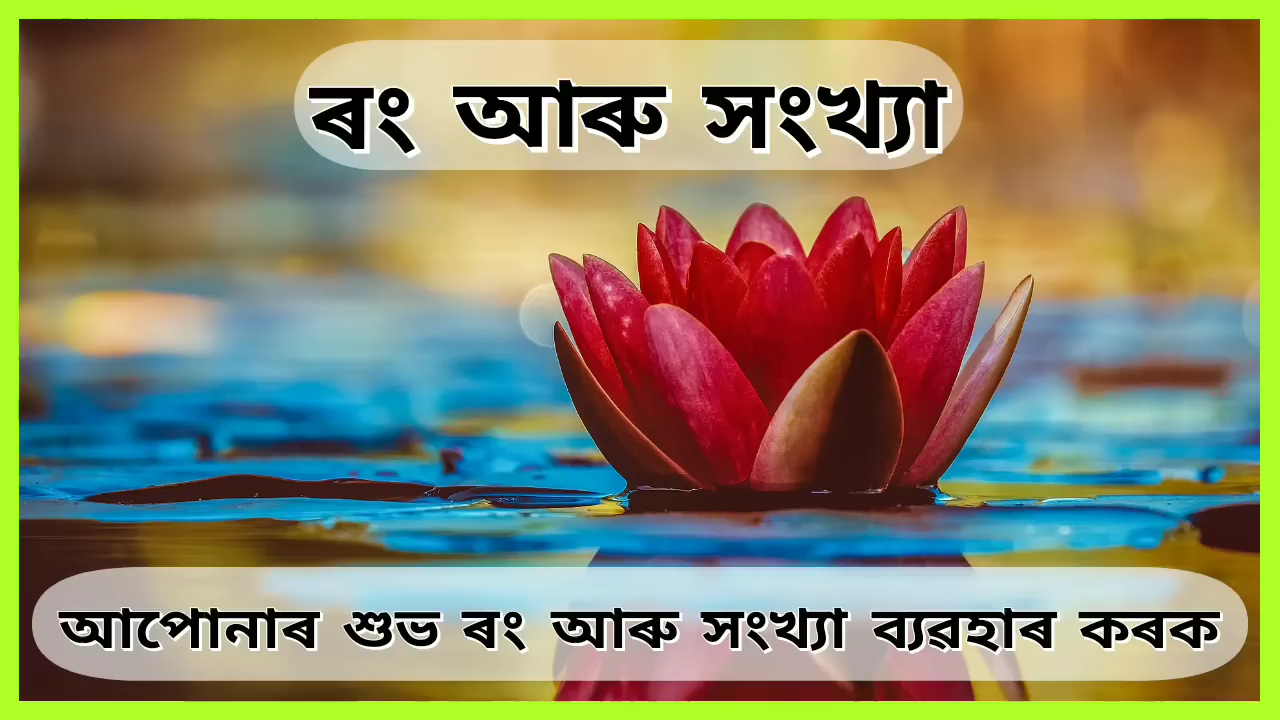 ৰং আৰু সংখ্যা
আপোনাৰ শুভ ৰং আৰু সংখ্যা ব্যৱহাৰ কৰক